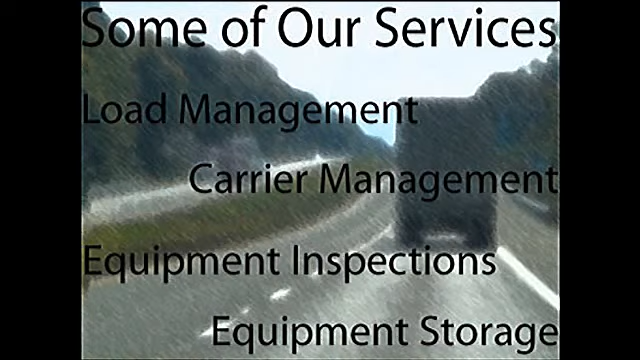 Some of Our Services
Load Management
Carrier Management
Equipment Inspections
Equipment Storage